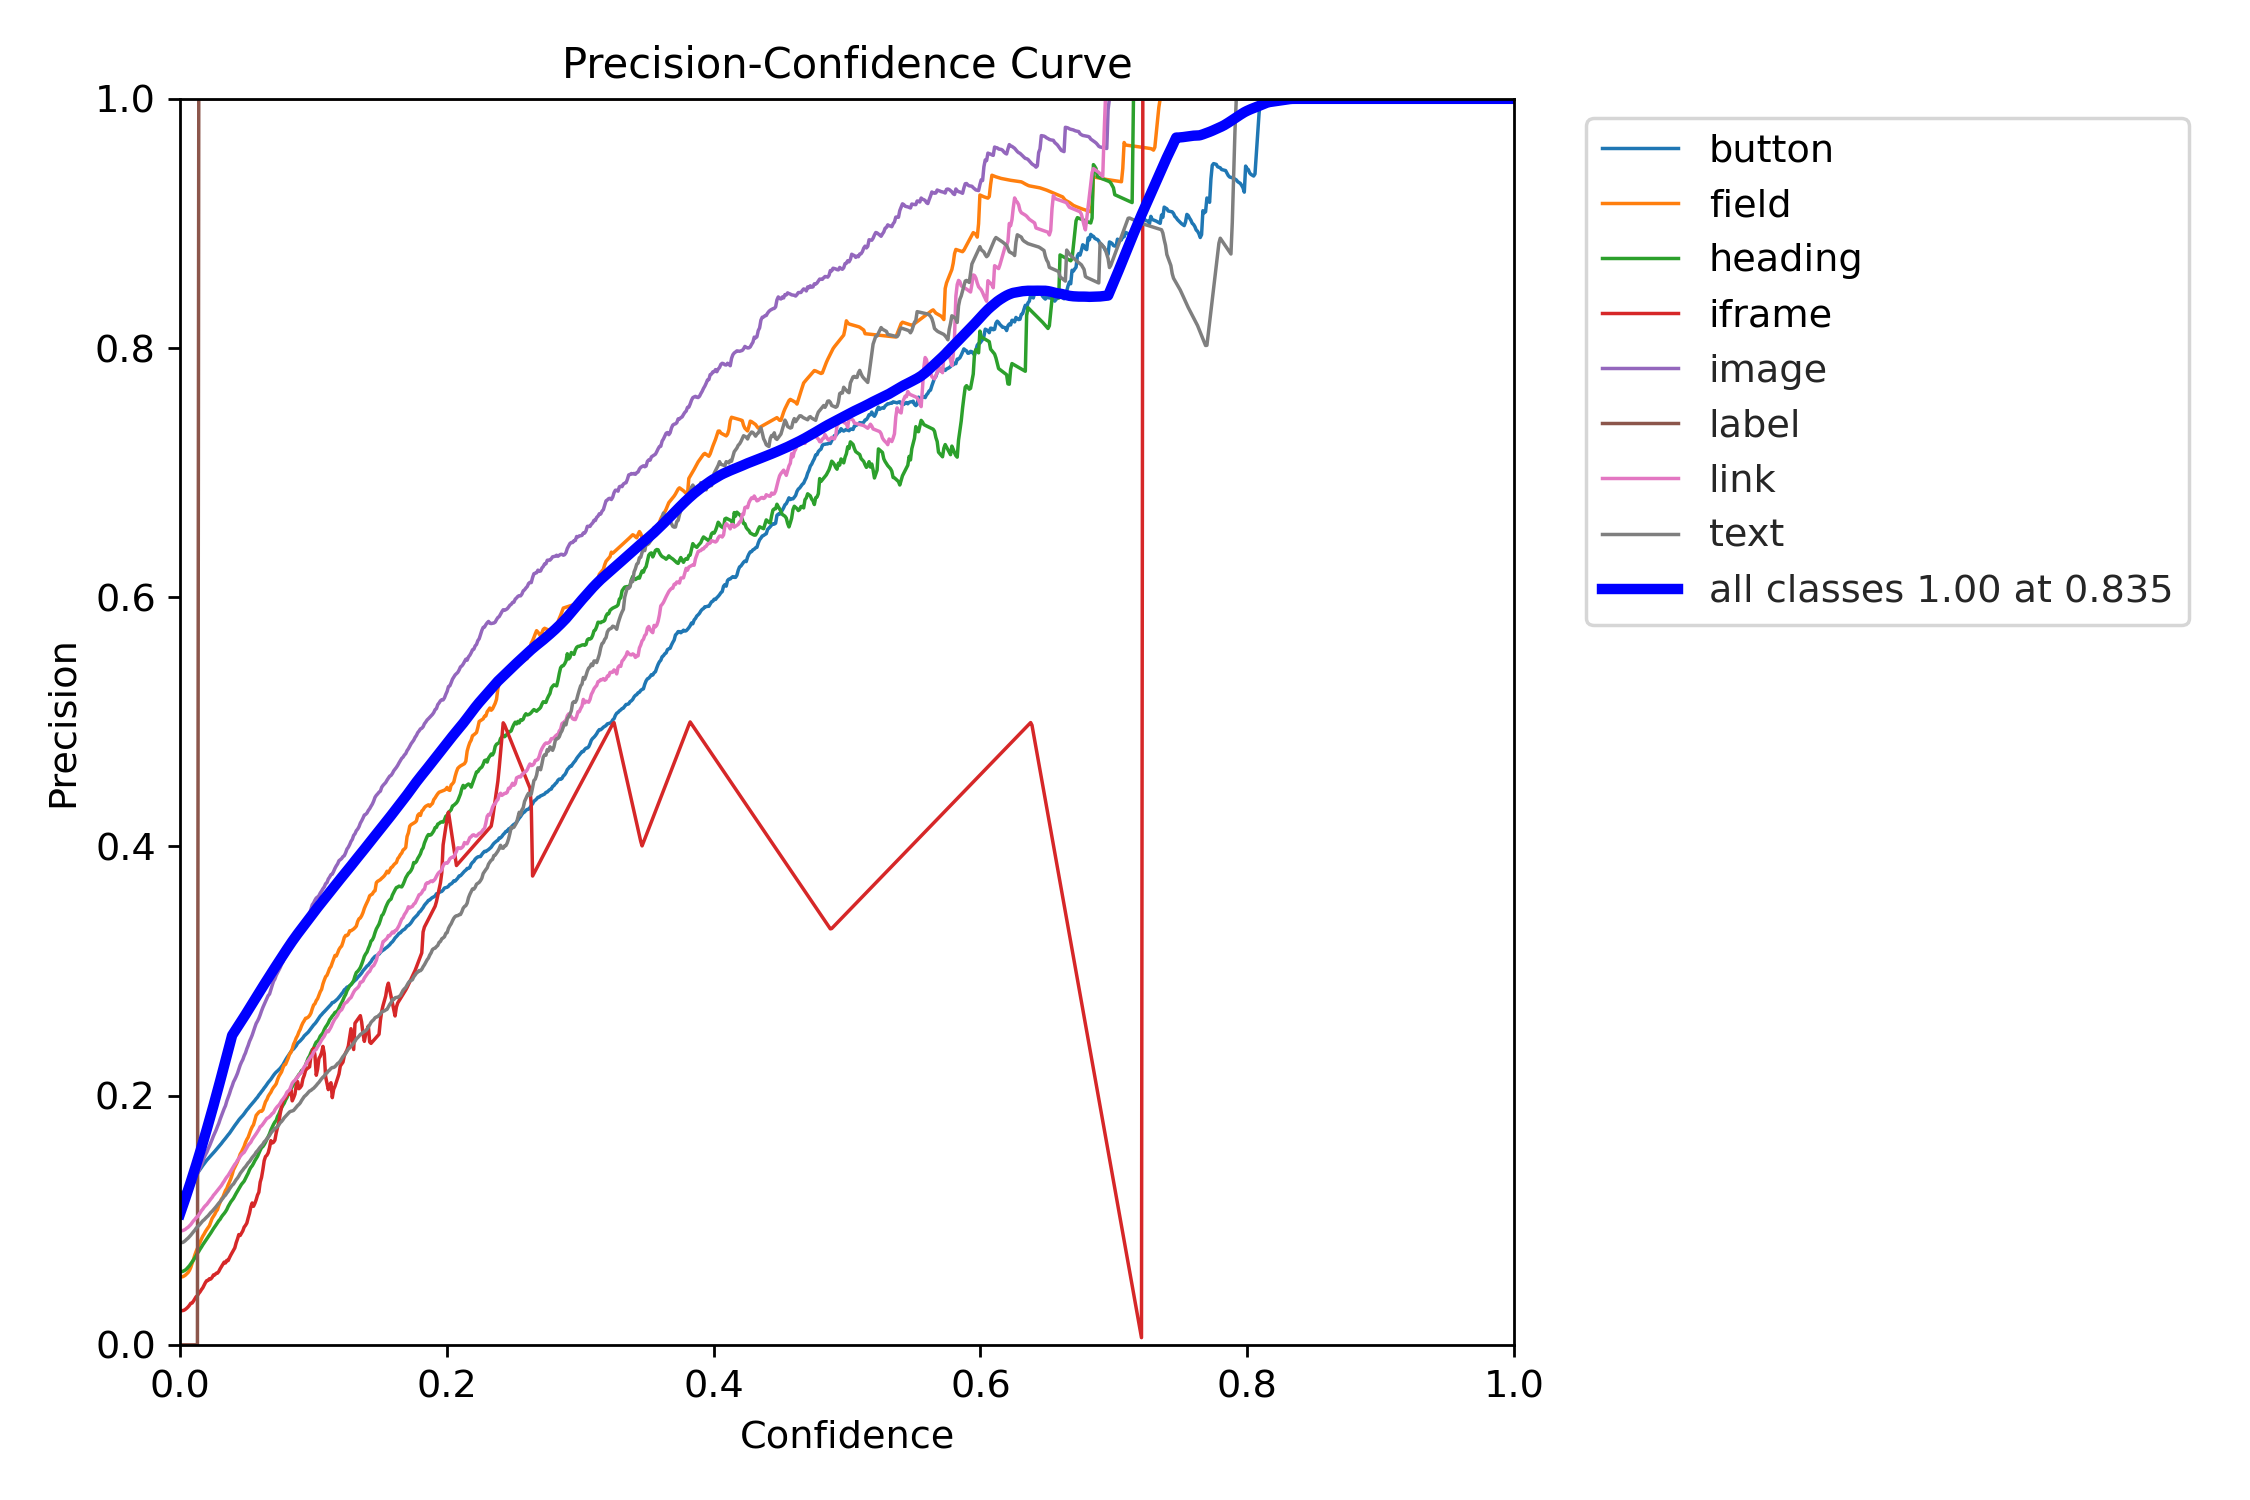 Precision-Confidence Curve
1.0
0.8
0.6
0.4
0.2
0.0
Precision
0.0 0.2 0.4 0.6 0.8 1.0
Confidence
button
field
heading
iframe
image
label
link
text
all classes 1.00 at 0.835